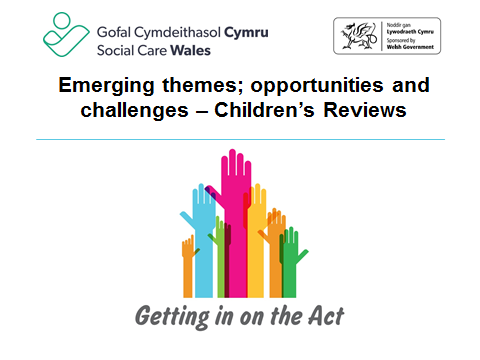 Gofal Cymdeithasol Cymru
Social Care Wales
Noddir gan
Lywodraeth Cymru
Sponsored by
Welsh Government
Emerging themes; opportunities and
challenges – Children's Reviews
Getting in on the Act